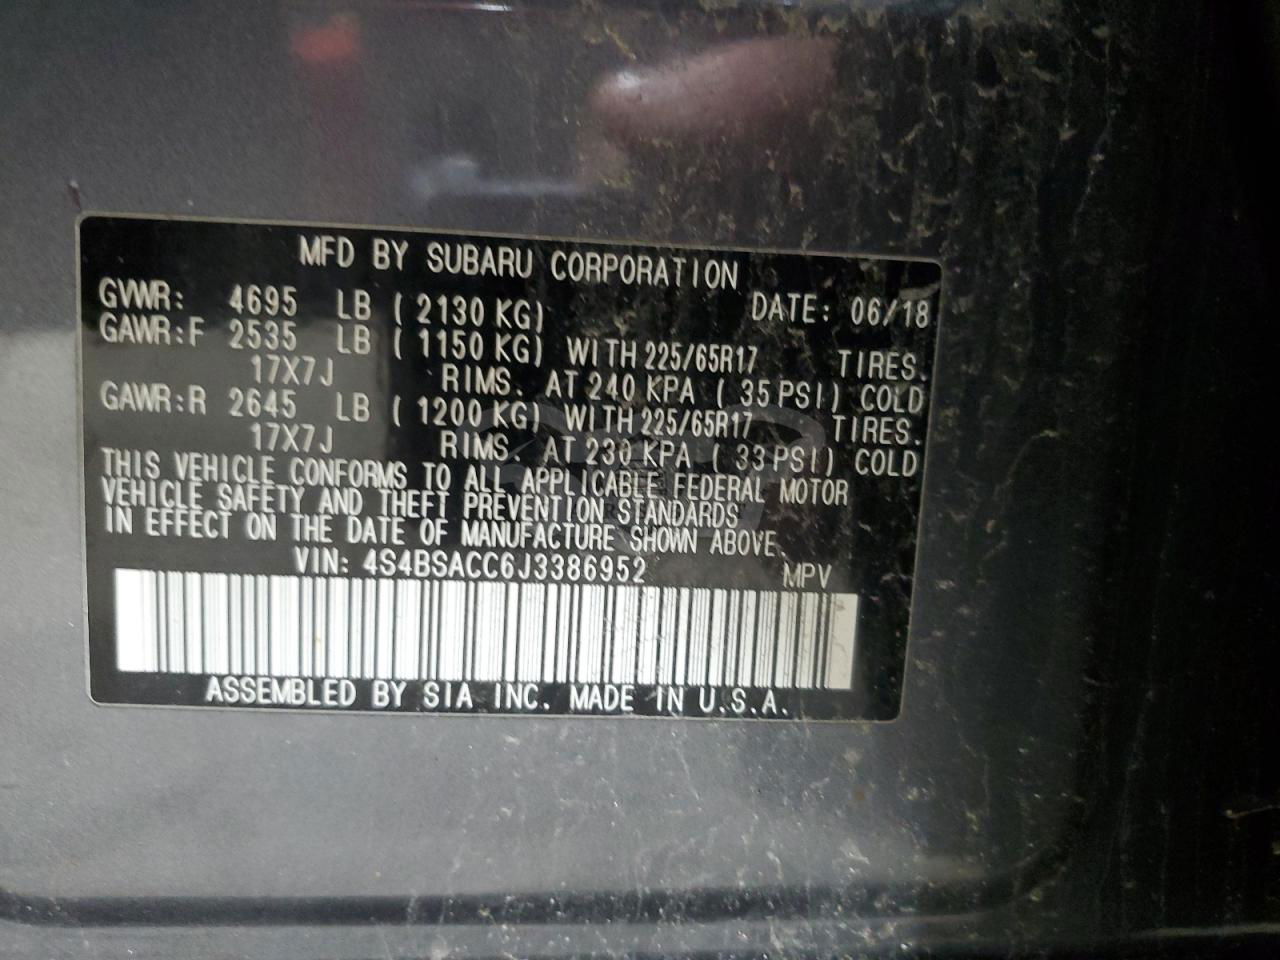 MFD BY SUBARU CORPORATION
GVWR: 4695 LB ( 2130 KG) DATE: 06/18
GAWR:F 2535 LB ( 1150 KG) WITH 225/65R17 TIRES.
17X7J RIMS. AT 240 KPA ( 35 PSI) COLD
GAWR:R 2645 LB ( 1200 KG) WITH 225/65R17 TIRES.
17X7J RIMS. AT 230 KPA ( 33 PSI) COLD
THIS VEHICLE CONFORMS TO ALL APPLICABLE FEDERAL MOTOR
VEHICLE SAFETY AND THEFT PREVENTION STANDARDS
IN EFFECT ON THE DATE OF MANUFACTURE SHOWN ABOVE.
VIN: 4S4BSACC6J3386952 MPV
ASSEMBLED BY SIA INC. MADE IN U.S.A.